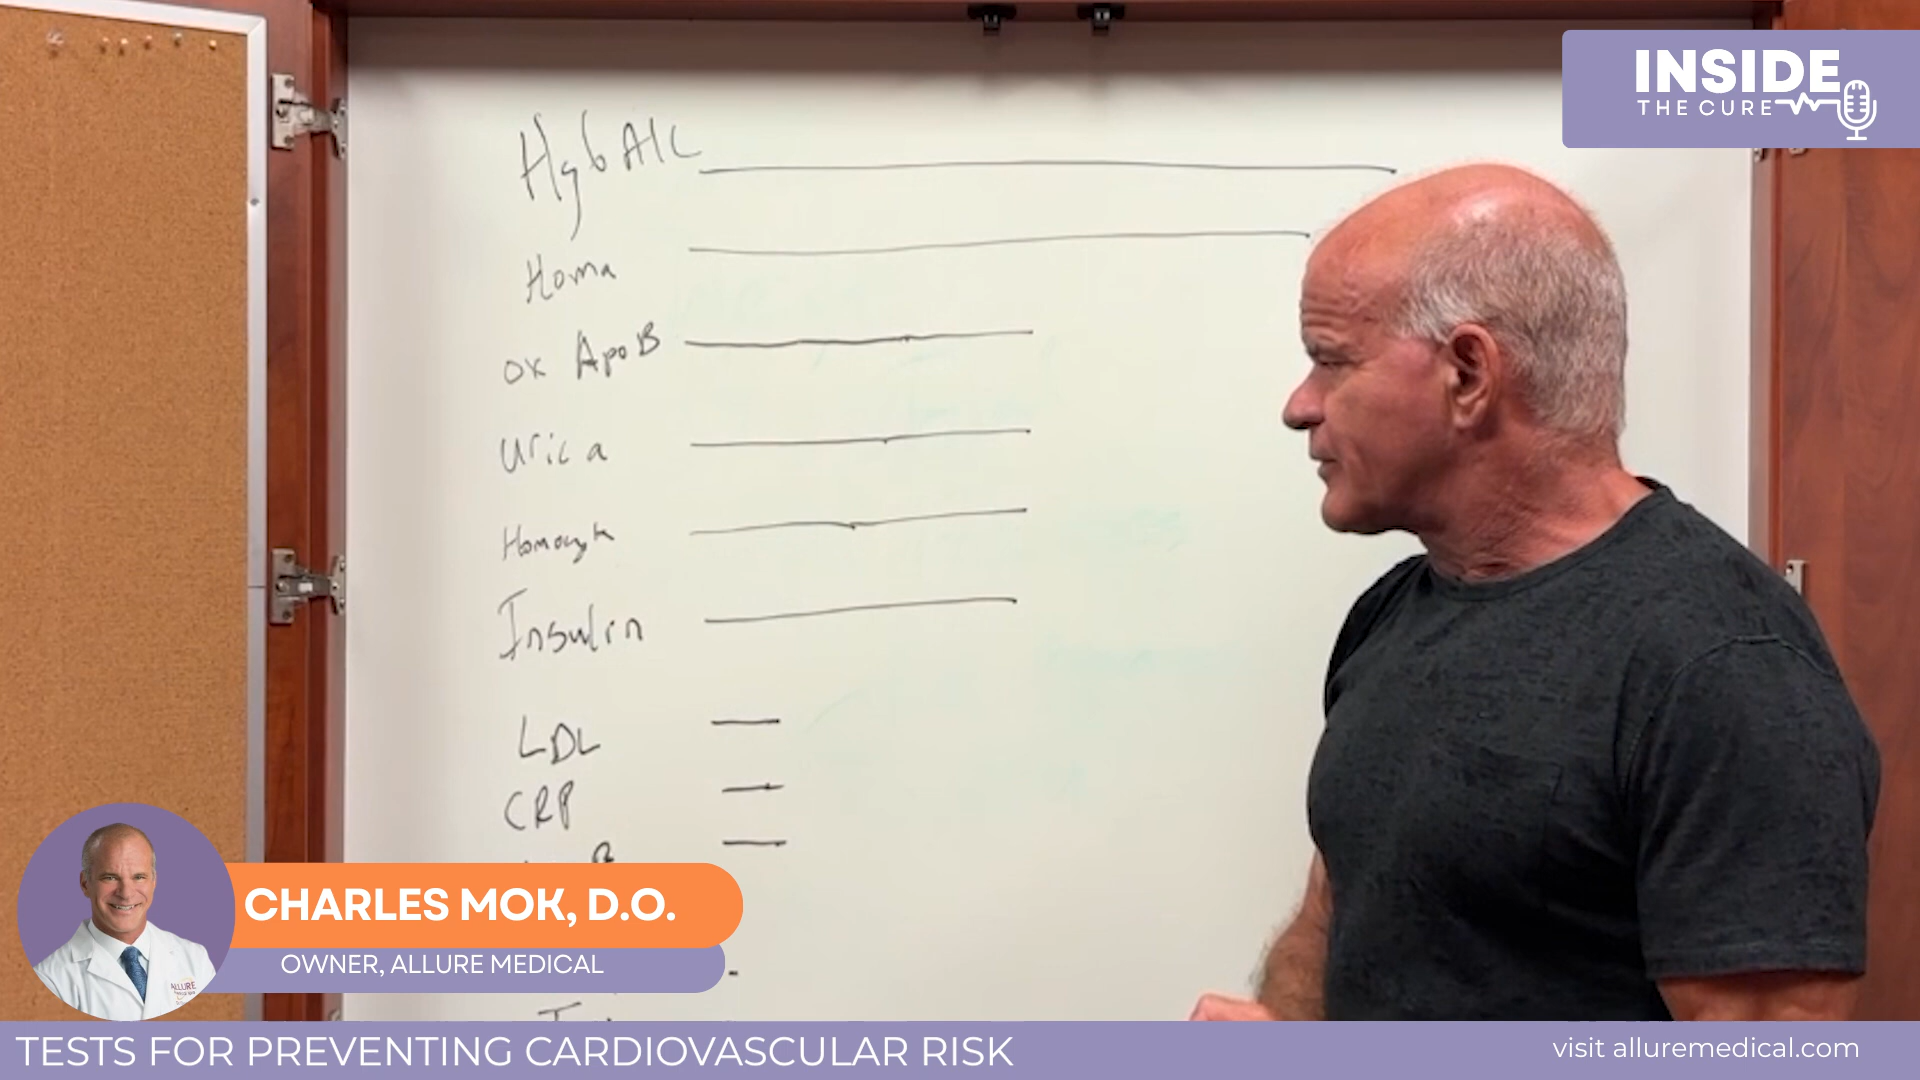 INSIDE
THE CURE
HgbA1C
Homa
ox ApoB
Uric a
Insulin
LDL
CRP
CHARLES MOK, D.O.
OWNER, ALLURE MEDICAL
ALLURE
TESTS FOR PREVENTING CARDIOVASCULAR RISK
visit alluremedical.com